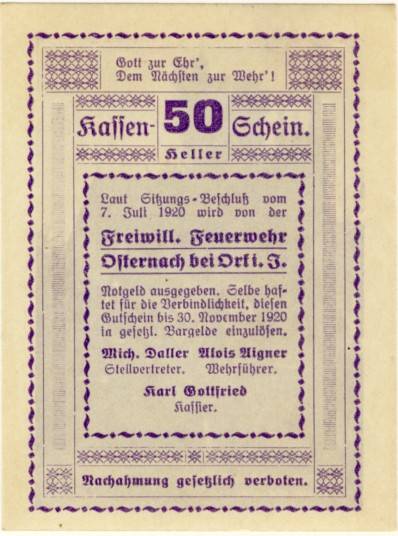 Gott zur Ehr',
Dem Nächsten zur Wehr'!
Kassen- 50 Schein.
Heller
Laut Sitzungs-Beschluß vom
7. Juli 1920 wird von der
Freiwill. Feuerwehr
Osternach bei Ort i. J.
Notgeld ausgegeben. Selbe haf-
tet für die Verbindlichkeit, diesen
Gutschein bis 30. November 1920
in gesetzl. Bargelde einzulösen.
Mich. Daller Alois Aigner
Stellvertreter. Wehrführer.
Karl Gottfried
Kassier.
Nachahmung gesetzlich verboten.